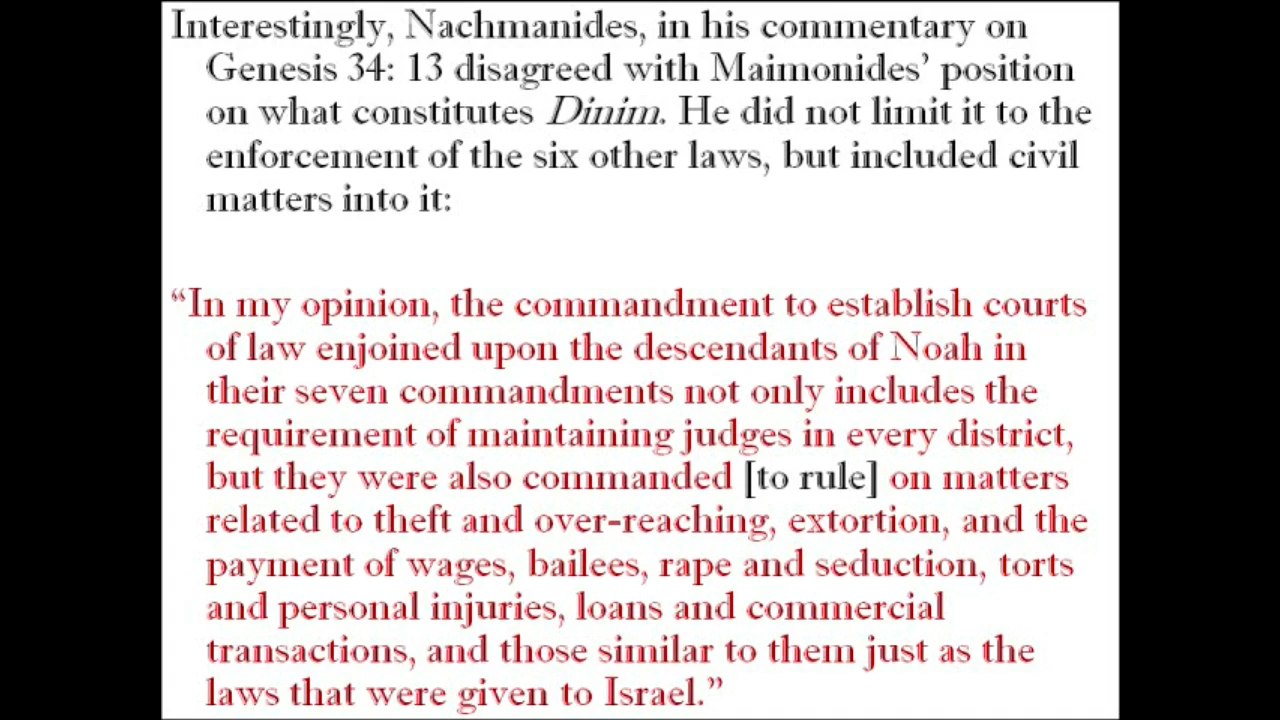 Interestingly, Nachmanides, in his commentary on
Genesis 34: 13 disagreed with Maimonides’ position
on what constitutes Dinim. He did not limit it to the
enforcement of the six other laws, but included civil
matters into it:
“In my opinion, the commandment to establish courts
of law enjoined upon the descendants of Noah in
their seven commandments not only includes the
requirement of maintaining judges in every district,
but they were also commanded [to rule] on matters
related to theft and over-reaching, extortion, and the
payment of wages, bailees, rape and seduction, torts
and personal injuries, loans and commercial
transactions, and those similar to them just as the
laws that were given to Israel.”